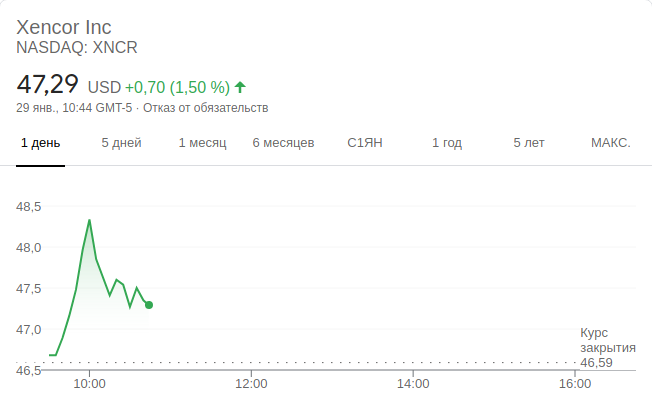 Xencor Inc
NASDAQ: XNCR
47,29 USD +0,70 (1,50 %)
29 янв., 10:44 GMT-5 · Отказ от обязательств
1 день 5 дней 1 месяц 6 месяцев С1ЯН 1 год 5 лет МАКС.
48,5
48,0
47,5
47,0
Курс
закрытия
46,59
46,5
10:00 12:00 14:00 16:00